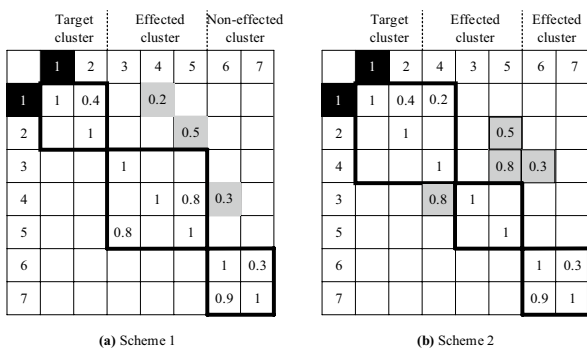 Target Effected Non-effected
cluster cluster cluster
1 2 3 4 5 6 7
1 1 0.4 0.2
2 1 0.5
3 1
4 1 0.8 0.3
5 0.8 1
6 1 0.3
7 0.9 1
(a) Scheme 1
Target Effected Effected
cluster cluster cluster
1 2 4 3 5 6 7
1 1 0.4 0.2
2 1 0.5
4 1 0.8 0.3
3 0.8 1
5 1
6 1 0.3
7 0.9 1
(b) Scheme 2